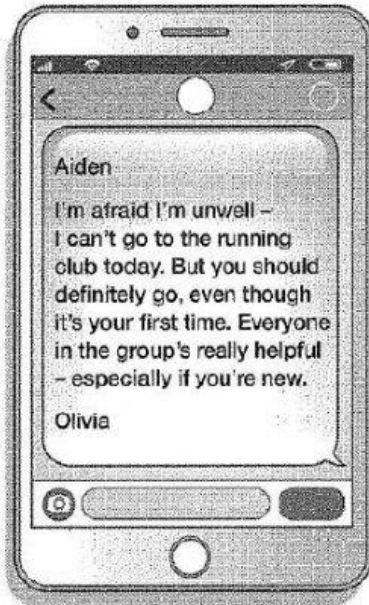 Aiden
I'm afraid I'm unwell –
I can't go to the running
club today. But you should
definitely go, even though
it's your first time. Everyone
in the group's really helpful
– especially if you're new.
Olivia